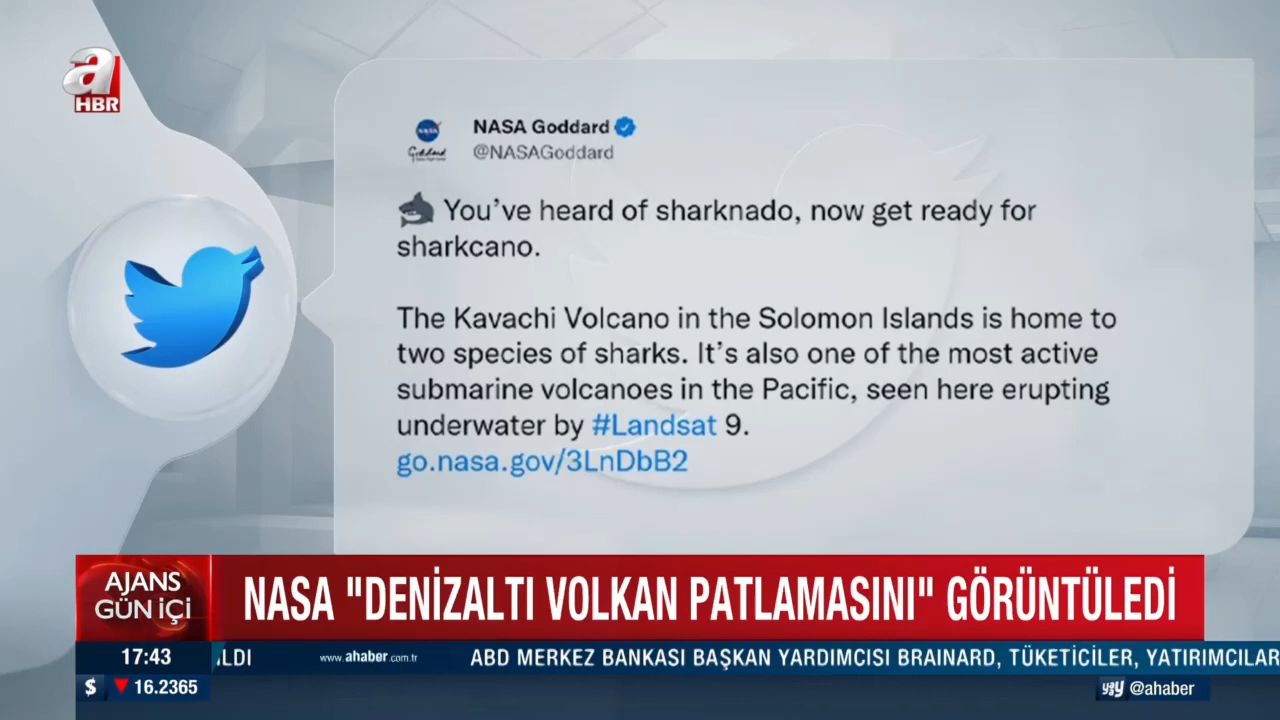 a
HBR
NASA Goddard
@NASAGoddard
You've heard of sharknado, now get ready for
sharkcano.
The Kavachi Volcano in the Solomon Islands is home to
two species of sharks. It's also one of the most active
submarine volcanoes in the Pacific, seen here erupting
underwater by #Landsat 9.
go.nasa.gov/3LnDbB2
AJANS
GÜN İÇİ
NASA "DENİZALTI VOLKAN PATLAMASINI" GÖRÜNTÜLEDİ
17:43
ILDI www.ahaber.com.tr ABD MERKEZ BANKASI BAŞKAN YARDIMCISI BRAINARD, TÜKETİCİLER, YATIRIMCILAR
$ 16.2365
@ahaber